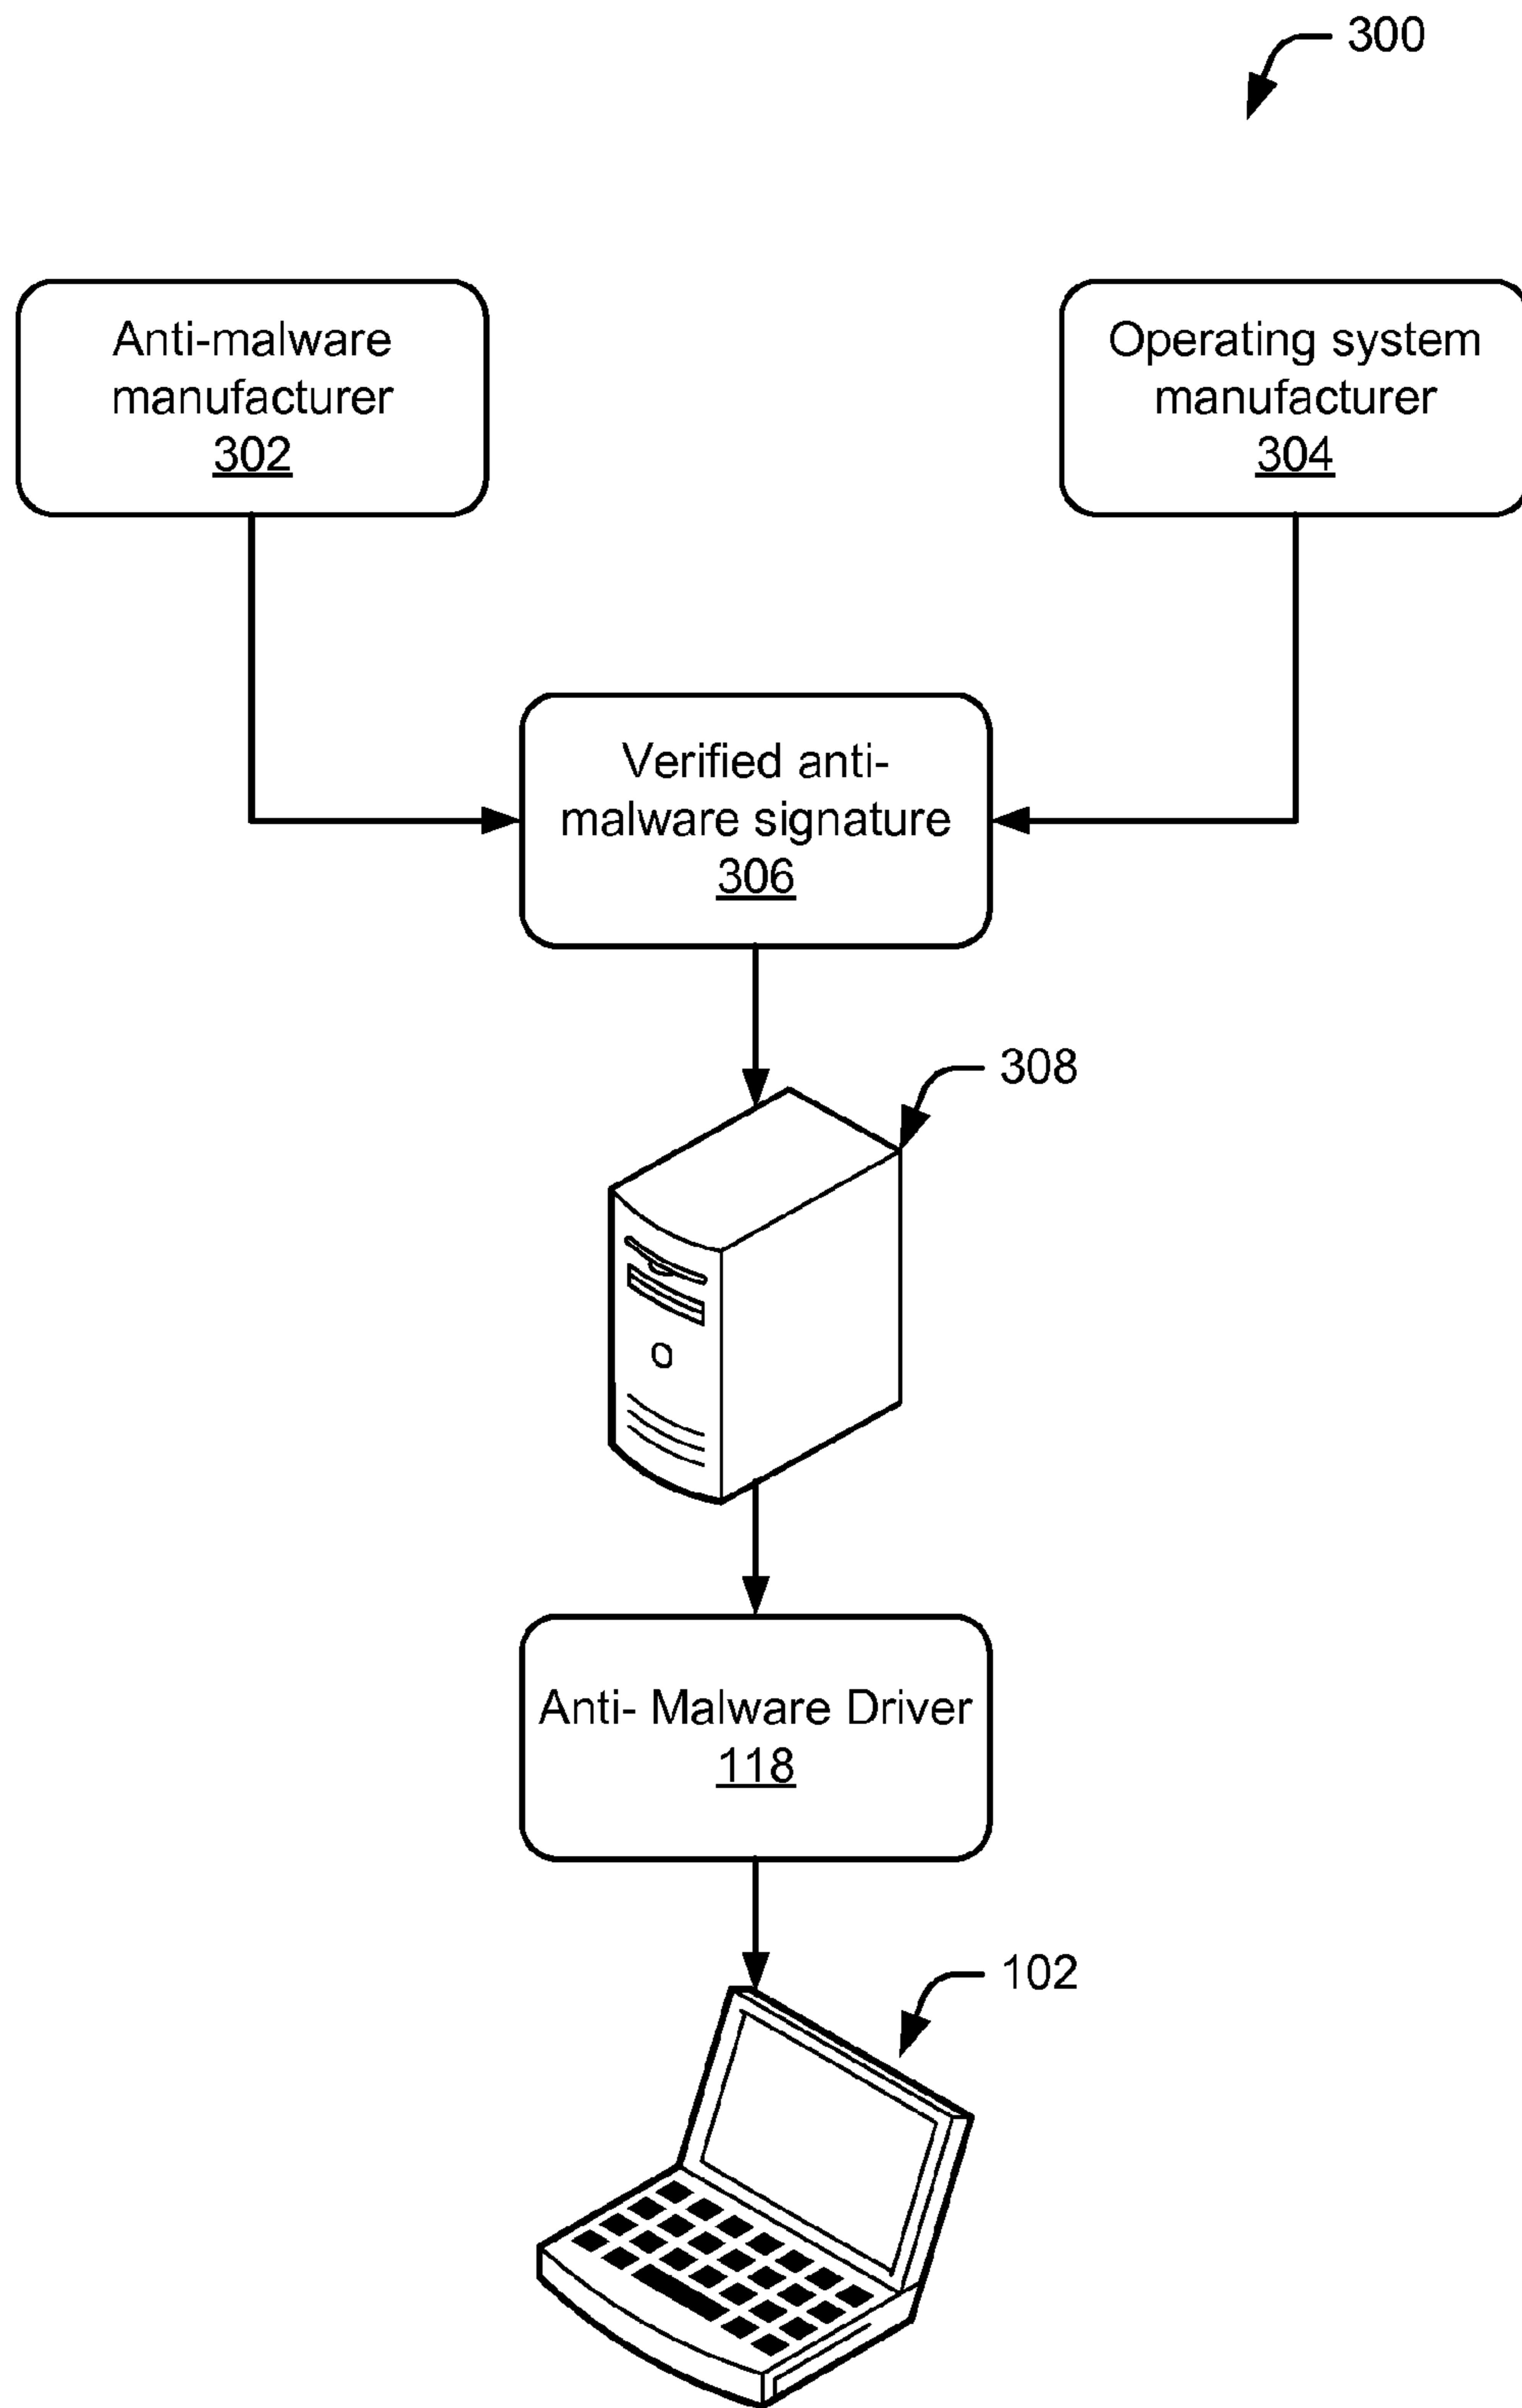 300
Anti-malware
manufacturer
302
Operating system
manufacturer
304
Verified anti-
malware signature
306
308
Anti- Malware Driver
118
102